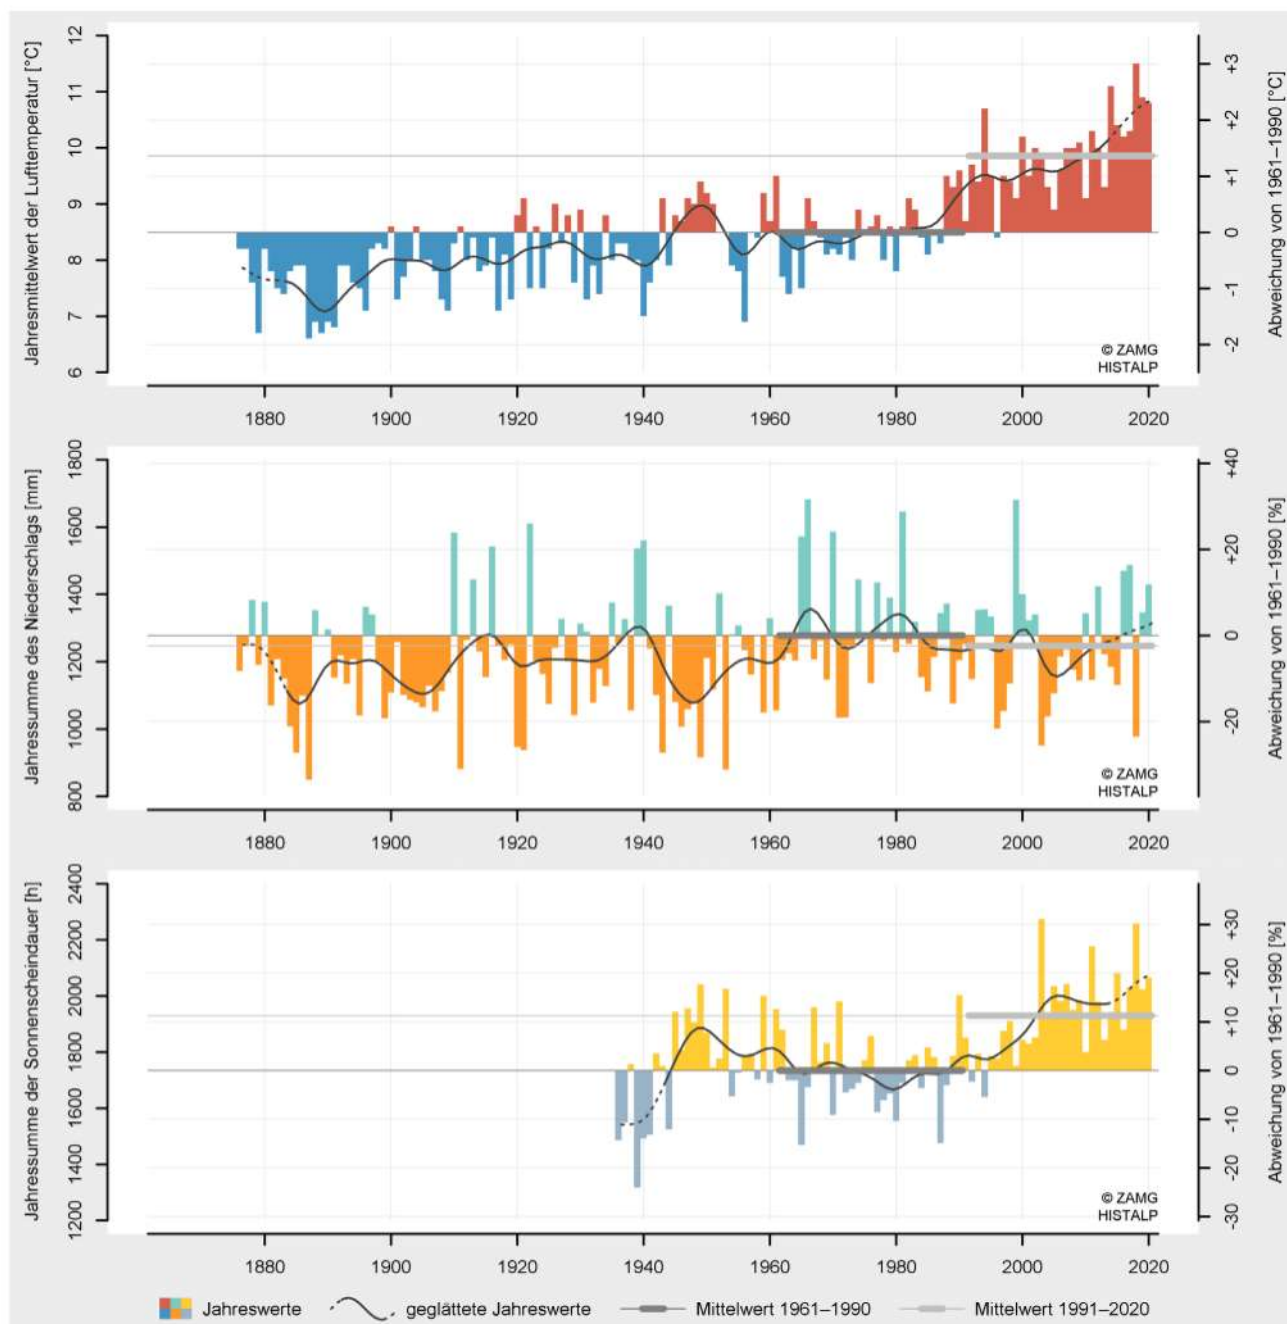 Jahresmittelwert der Lufttemperatur [°C]
12
11
10
9
8
7
6
+3
+2
+1
0
-1
-2
Abweichung von 1961–1990 [°C]
© ZAMG
HISTALP
1880 1900 1920 1940 1960 1980 2000 2020
Jahressumme des Niederschlags [mm]
1800
1600
1400
1200
1000
800
+40
+20
0
-20
Abweichung von 1961–1990 [%]
© ZAMG
HISTALP
1880 1900 1920 1940 1960 1980 2000 2020
Jahressumme der Sonnenscheindauer [h]
2400
2200
2000
1800
1600
1400
1200
+30
+20
+10
0
-10
-20
-30
Abweichung von 1961–1990 [%]
© ZAMG
HISTALP
1880 1900 1920 1940 1960 1980 2000 2020
Jahreswerte geglättete Jahreswerte Mittelwert 1961–1990 Mittelwert 1991–2020